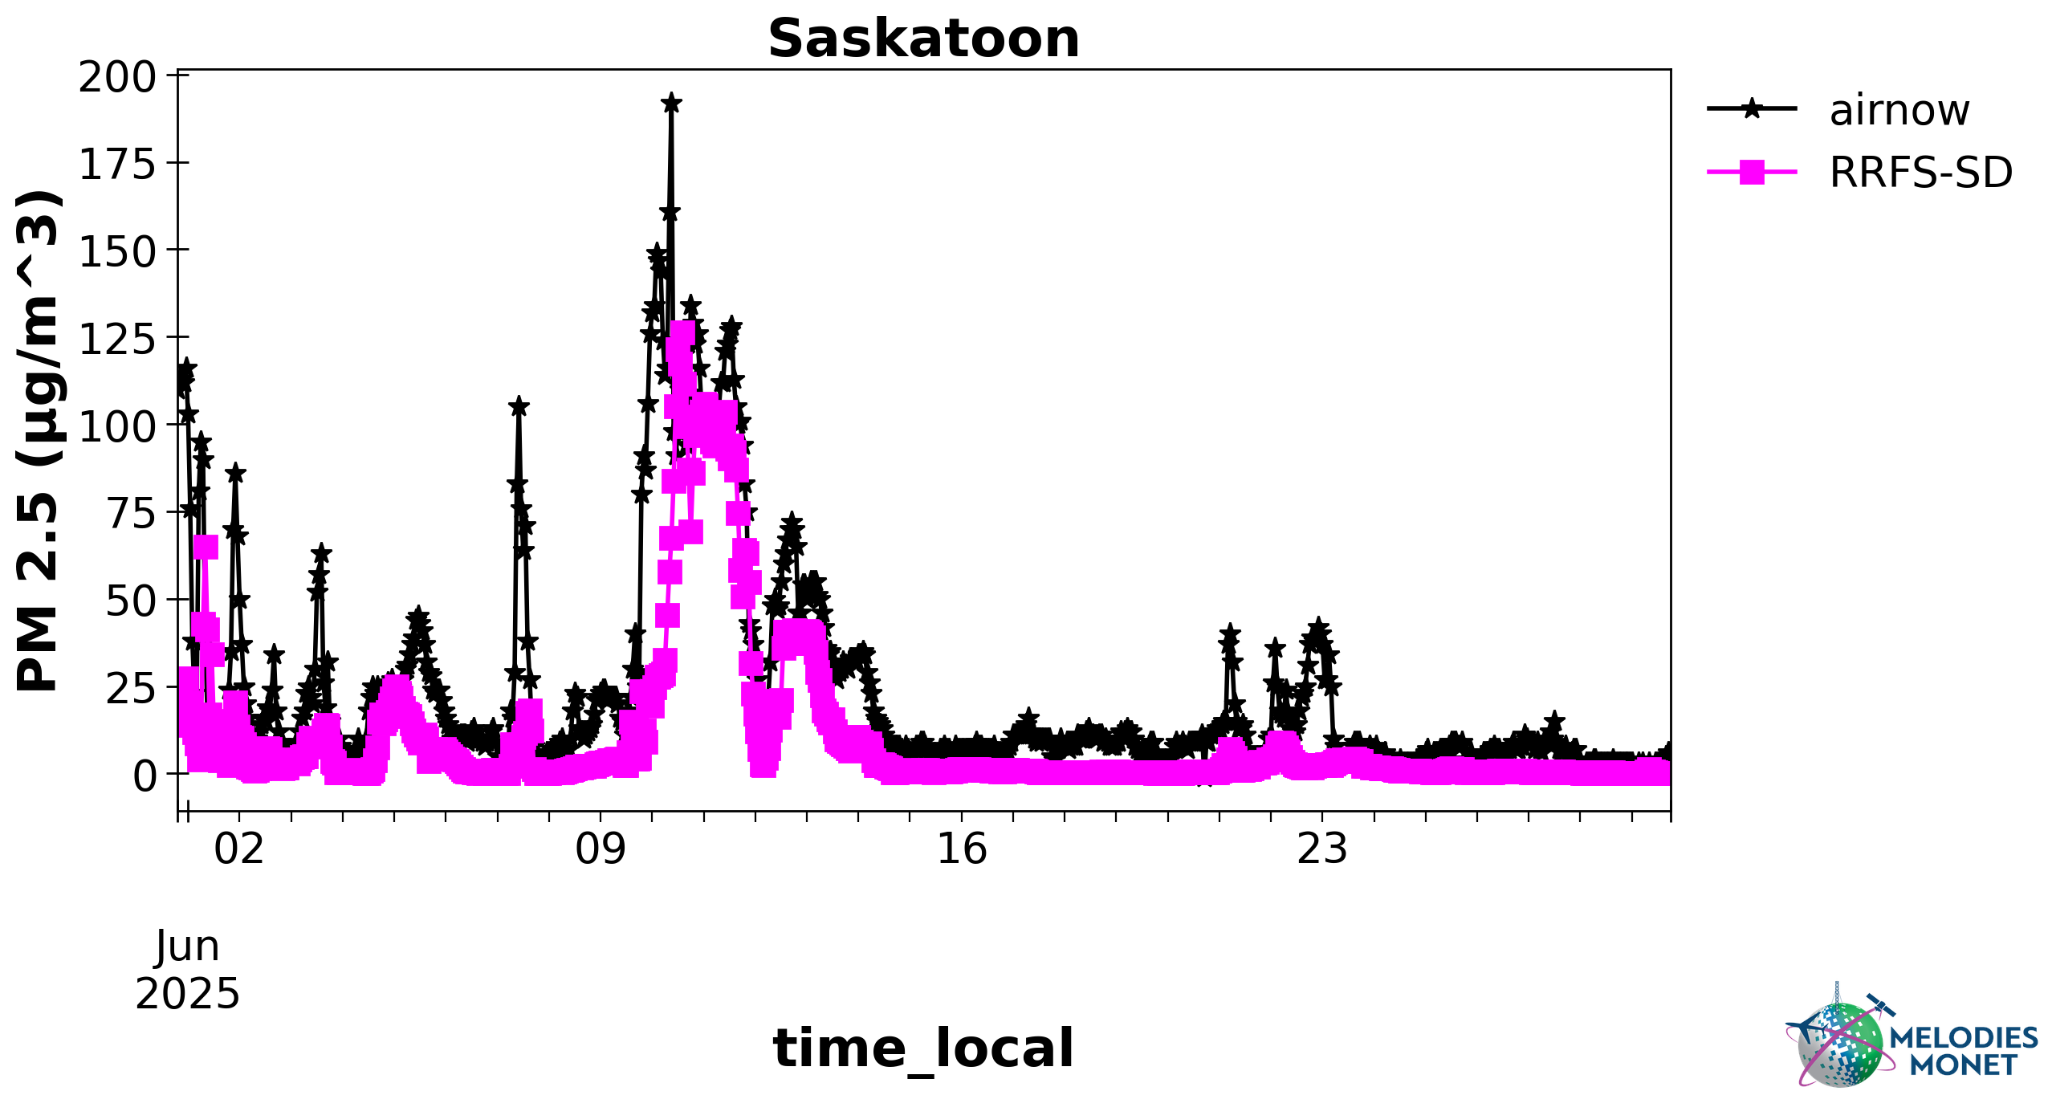 Saskatoon
200
175
150
125
100
75
50
25
0
PM 2.5 (μg/m^3)
airnow
RRFS-SD
02 09 16 23
Jun
2025
time_local
MELODIES
MONET